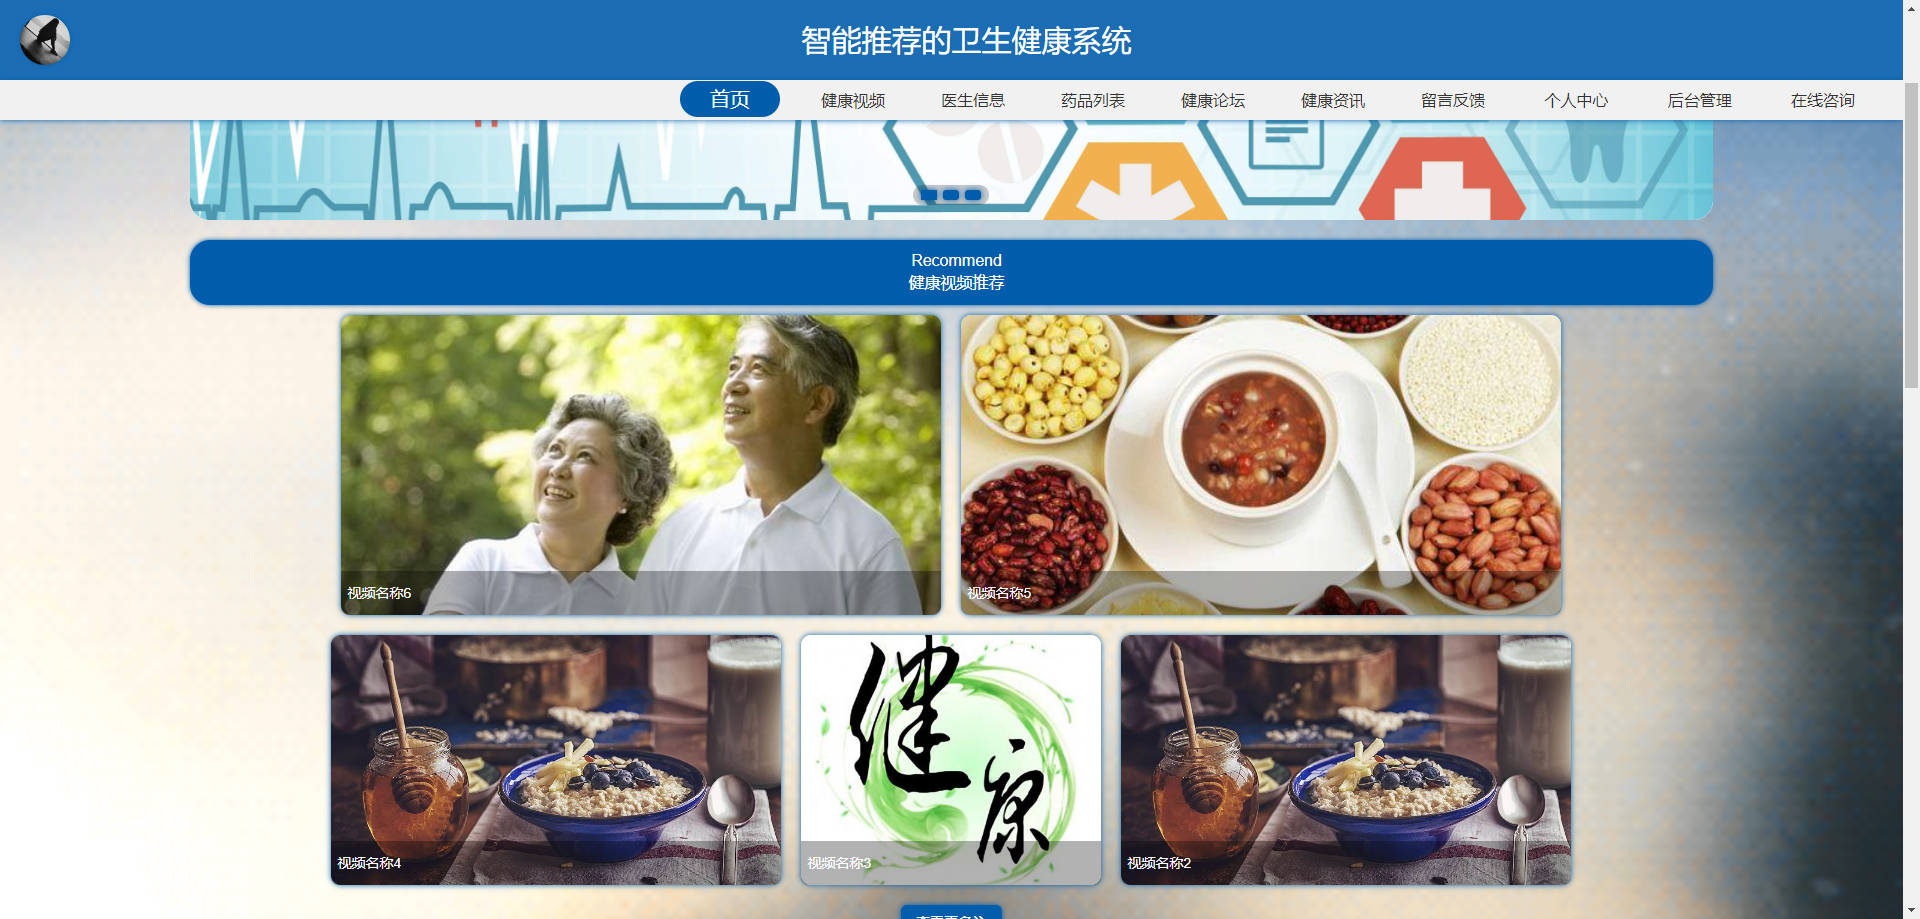 智能推荐的卫生健康系统
首页 健康视频 医生信息 药品列表 健康论坛 健康资讯 留言反馈 个人中心 后台管理 在线咨询
Recommend
健康视频推荐
视频名称6 视频名称5
健康
视频名称4 视频名称3 视频名称2